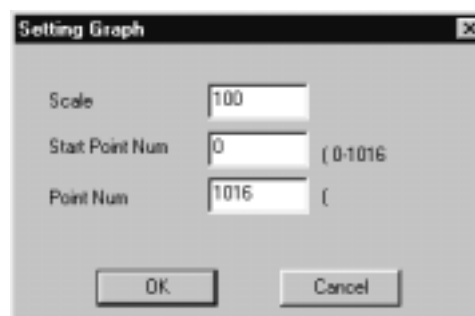 Setting Graph
Scale 100
Start Point Num 0 ( 0-1016
Point Num 1016 (
OK Cancel